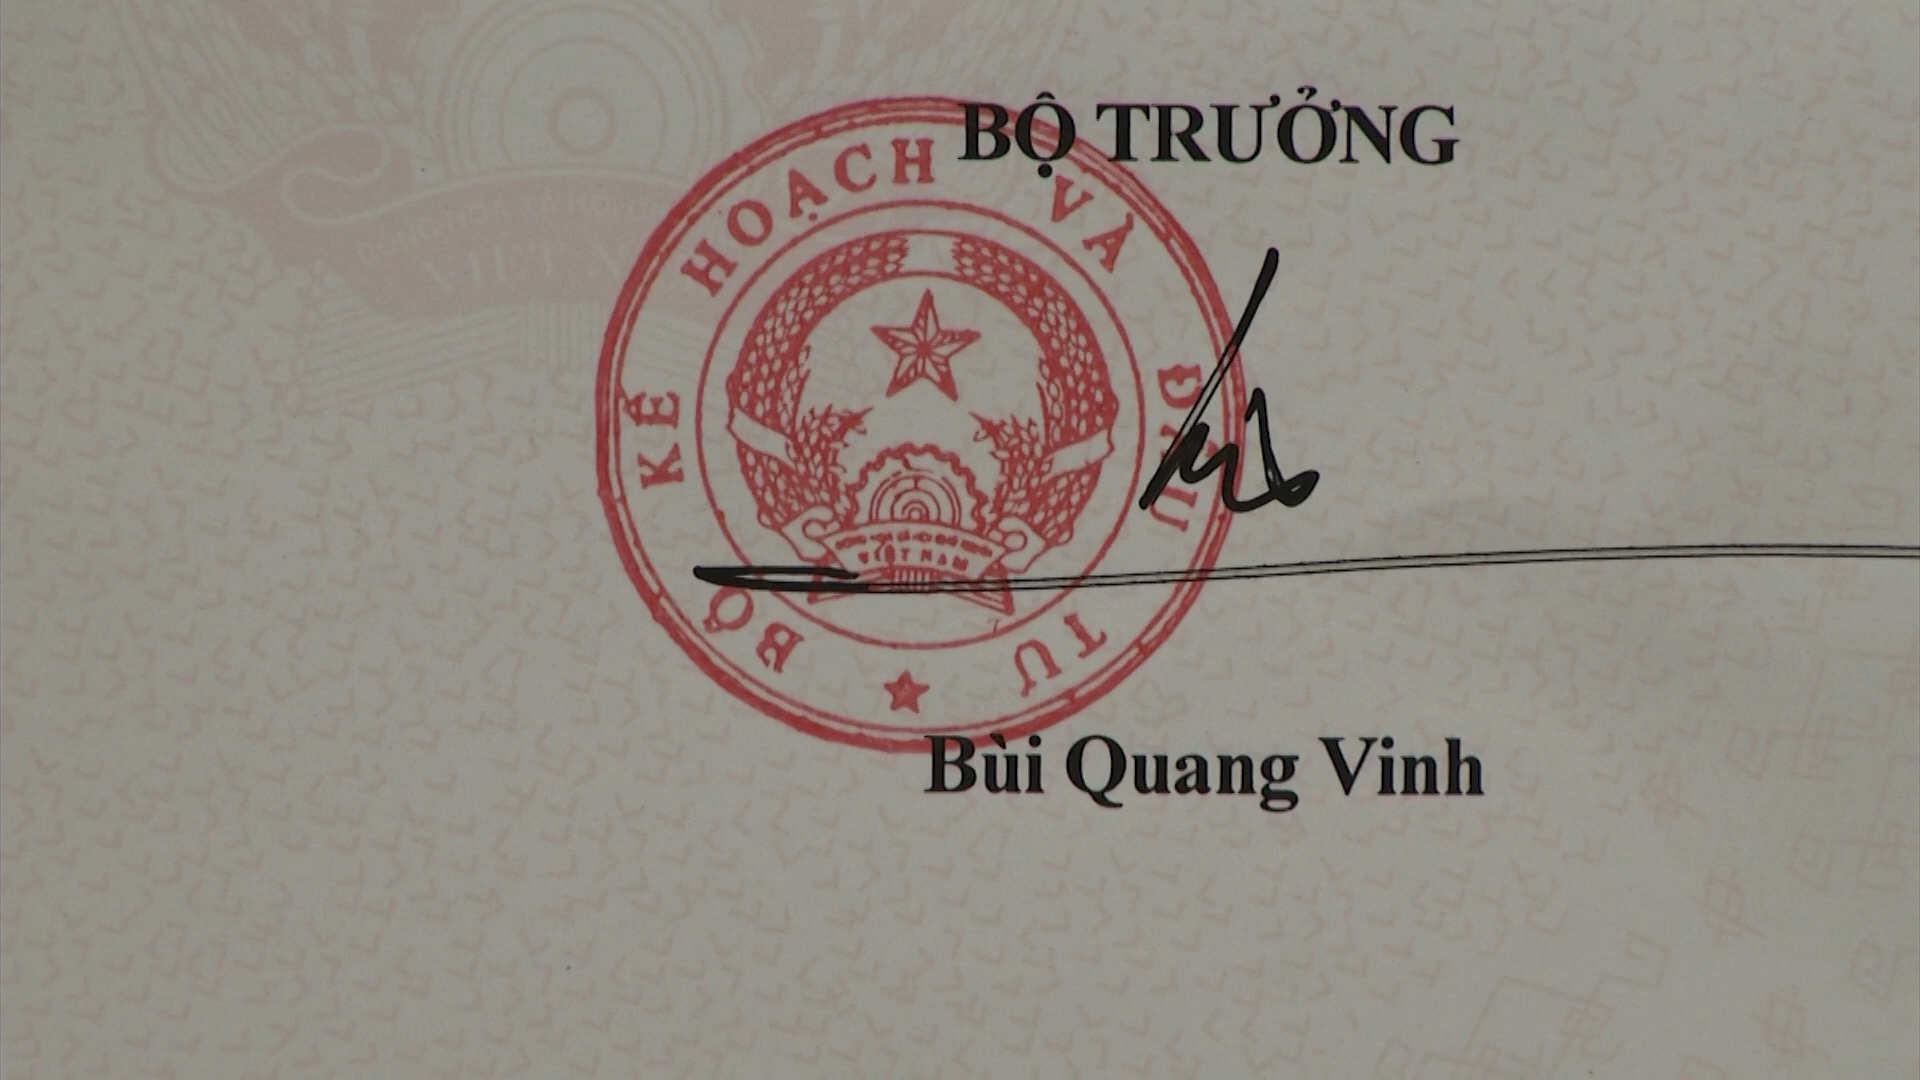 BỘ TRƯỞNG
BỘ KẾ HOẠCH VÀ ĐẦU TƯ
VIỆT NAM
Bùi Quang Vinh